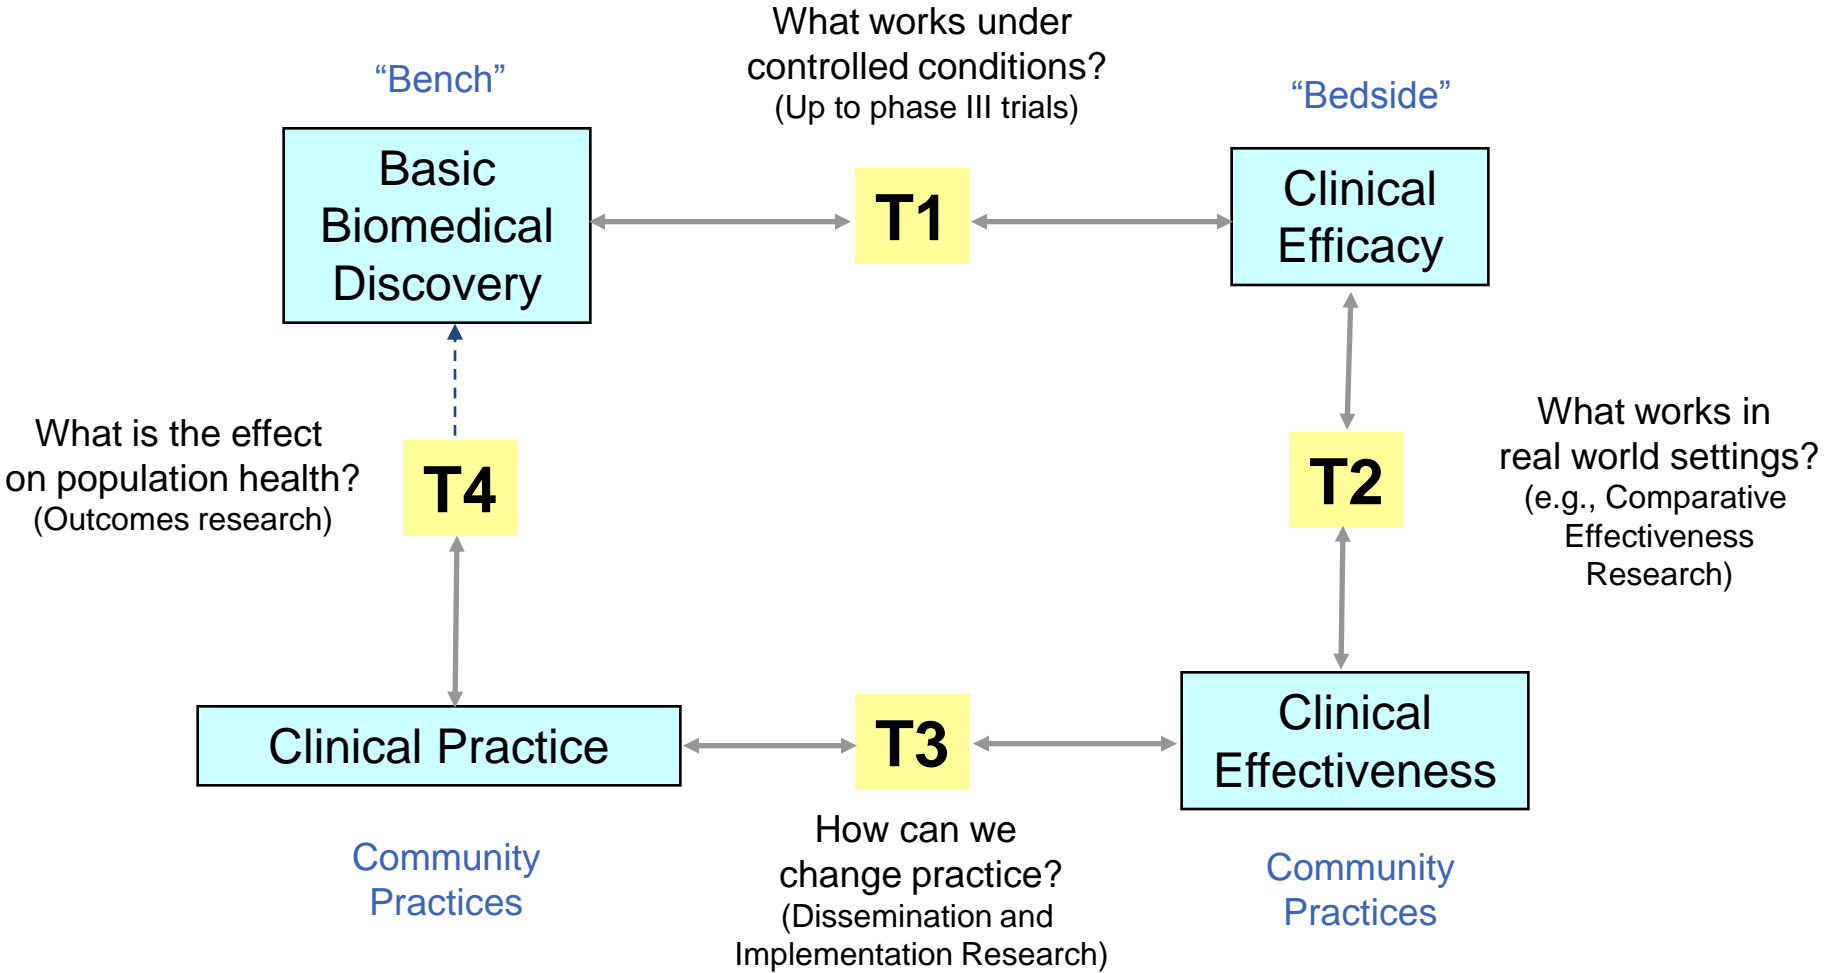 What works under
controlled conditions?
(Up to phase III trials)
“Bench”
“Bedside”
Basic
Biomedical
Discovery
T1
Clinical
Efficacy
What is the effect
on population health?
(Outcomes research)
T4
T2
What works in
real world settings?
(e.g., Comparative
Effectiveness
Research)
Clinical Practice
T3
Clinical
Effectiveness
Community
Practices
How can we
change practice?
(Dissemination and
Implementation Research)
Community
Practices